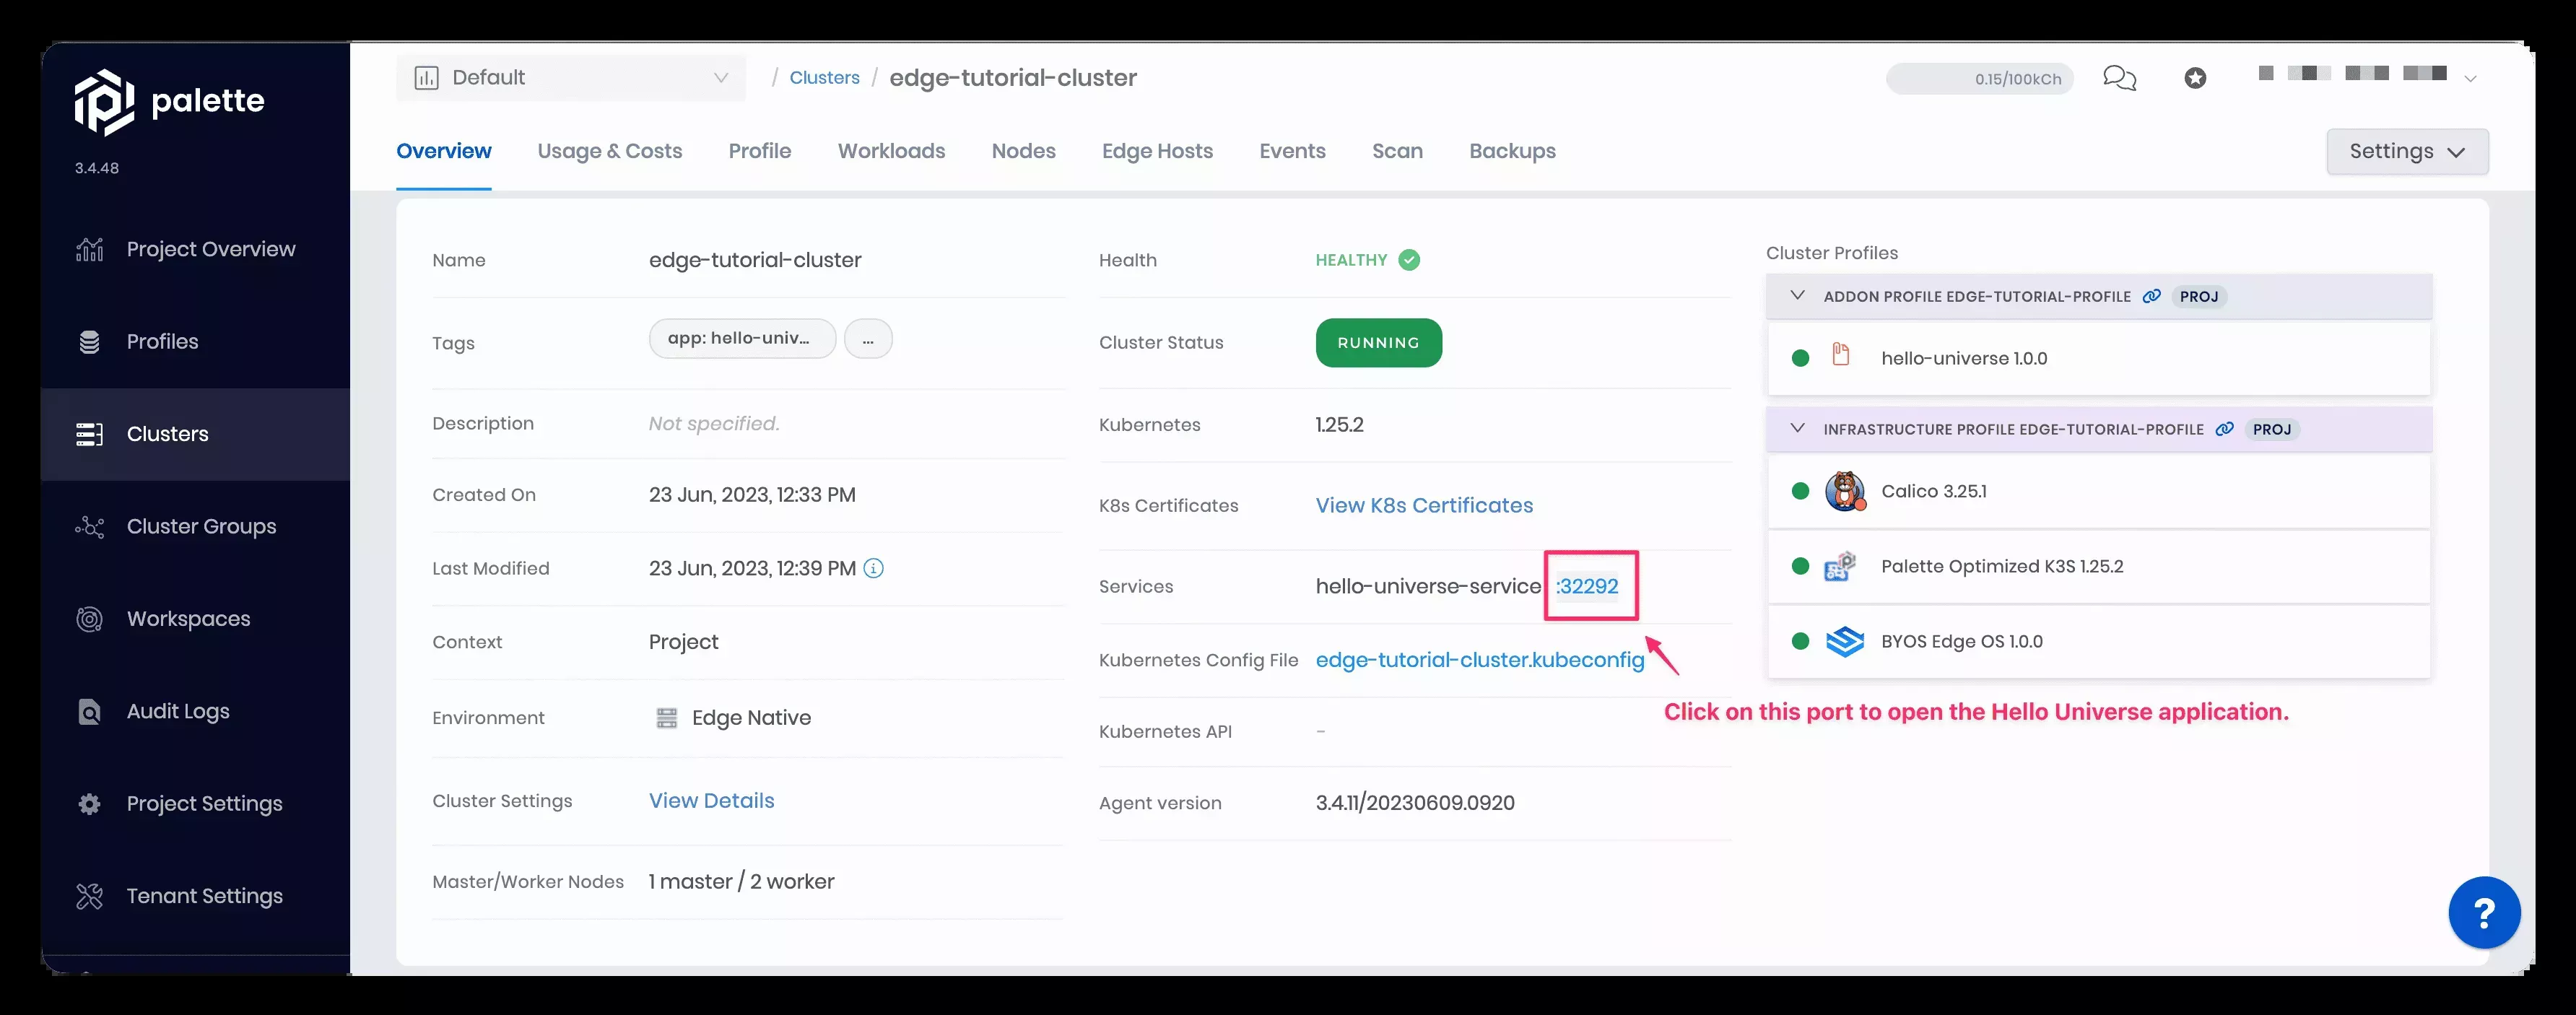 palette
3.4.48
Project Overview
Profiles
Clusters
Cluster Groups
Workspaces
Audit Logs
Project Settings
Tenant Settings
Default / Clusters / edge-tutorial-cluster
0.15/100kCh
Overview Usage & Costs Profile Workloads Nodes Edge Hosts Events Scan Backups
Settings
Name edge-tutorial-cluster
Tags app: hello-univ... ...
Description Not specified.
Created On 23 Jun, 2023, 12:33 PM
Last Modified 23 Jun, 2023, 12:39 PM
Context Project
Environment Edge Native
Cluster Settings View Details
Master/Worker Nodes 1 master / 2 worker
Health HEALTHY
Cluster Status RUNNING
Kubernetes 1.25.2
K8s Certificates View K8s Certificates
Services hello-universe-service :32292
Kubernetes Config File edge-tutorial-cluster.kubeconfig
Kubernetes API -
Agent version 3.4.11/20230609.0920
Click on this port to open the Hello Universe application.
Cluster Profiles
ADDON PROFILE EDGE-TUTORIAL-PROFILE PROJ
hello-universe 1.0.0
INFRASTRUCTURE PROFILE EDGE-TUTORIAL-PROFILE PROJ
Calico 3.25.1
Palette Optimized K3S 1.25.2
BYOS Edge OS 1.0.0
?